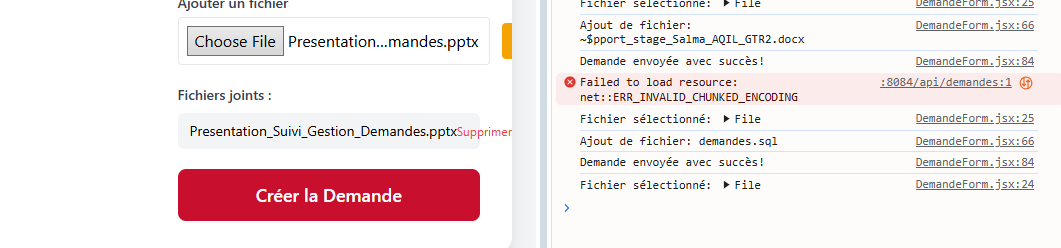 Ajouter un fichier
Choose File Presentation...mandes.pptx
Fichiers joints :
Presentation_Suivi_Gestion_Demandes.pptxSupprimer
Créer la Demande
Fichier sélectionné: ▶ File DemandeForm.jsx:25
Ajout de fichier: DemandeForm.jsx:66
~$pport_stage_Salma_AQIL_GTR2.docx
Demande envoyée avec succès! DemandeForm.jsx:84
Failed to load resource: :8084/api/demandes:1
net::ERR_INVALID_CHUNKED_ENCODING
Fichier sélectionné: ▶ File DemandeForm.jsx:25
Ajout de fichier: demandes.sql DemandeForm.jsx:66
Demande envoyée avec succès! DemandeForm.jsx:84
Fichier sélectionné: ▶ File DemandeForm.jsx:24